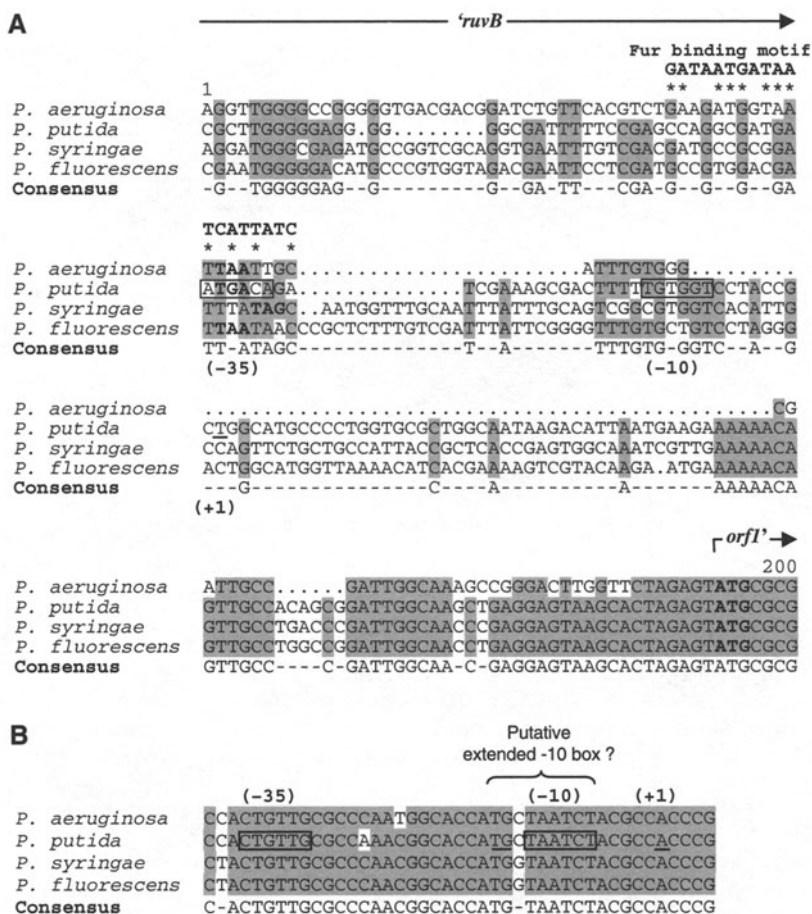 A
'ruvB
Fur binding motif
GATAATGATAA
1
** *** ***
P. aeruginosa AGGTTGGGGCCGGGGGTGACGACGGATCTGTTCACGTCTGAAGATGGTAA
P. putida CGCTTGGGGGAGG.GG........GGCGATTTTTCCGAGCCAGGCGATGA
P. syringae AGGATGGGCGAGATGCCGGTCGCAGGTGAATTTGTCGACGATGCCGCGGA
P. fluorescens CGAATGGGGGACATGCCCGTGGTAGACGAATTCCTCGATGCCGTGGACGA
Consensus -G--TGGGGGAG--G---------G--GA-TT---CGA-G--G--G--GA
TCATTATC
* * * *
P. aeruginosa TTAATTGC........................ATTTGTGGG.........
P. putida ATGACAGA..............TCGAAAGCGACTTTTTGTGGTCCTACCG
P. syringae TTTATAGC..AATGGTTTGCAATTTATTTGCAGTCGGCGTGGTCACATTG
P. fluorescens TTAATAACCCGCTCTTTGTCGATTTATTCGGGGTTTGTGCTGTCCTAGGG
Consensus TT-ATAGC--------------T--A-------TTTGTG-GGTC--A--G
(-35) (-10)
P. aeruginosa ................................................CG
P. putida CTGGCATGCCCCTGGTGCGCTGGCAATAAGACATTAATGAAGAAAAAACA
P. syringae CCAGTTCTGCTGCCATTACCGCTCACCGAGTGGCAAATCGTTGAAAAACA
P. fluorescens ACTGGCATGGTTAAAACATCACGAAAAGTCGTACAAGA..ATGAAAAACA
Consensus ---G---------------C----A----------A-------AAAAACA
(+1)
orf1'
200
P. aeruginosa ATTGCC......GATTGGCAAAGCCGGGACTTGGTTCTAGAGTATGCGCG
P. putida GTTGCCACAGCGGATTGGCAAGCTGAGGAGTAAGCACTAGAGTATGCGCG
P. syringae GTTGCCTGACCGGATTGGCAACCCGAGGAGTAAGCACTAGAGTATGCGCG
P. fluorescens GTTGCCTGGCCGGATTGGCAACCTGAGGAGTAAGCACTAGAGTATGCGCG
Consensus GTTGCC----C-GATTGGCAA-C-GAGGAGTAAGCACTAGAGTATGCGCG
B
Putative
extended -10 box ?
(-35) (-10) (+1)
P. aeruginosa CCACTGTTGCGCCCAATGGCACCATGCTAATCTACGCCACCCG
P. putida CCACTGTTGCGCCAAACGGCACCATGCTAATCTACGCCACCCG
P. syringae CTACTGTTGCGCCCAACGGCACCATGGTAATCTACGCCACCCG
P. fluorescens CTACTGTTGCGCCCAACGGCACCATGGTAATCTACGCCACCCG
Consensus C-ACTGTTGCGCCCAACGGCACCATG-TAATCTACGCCACCCG